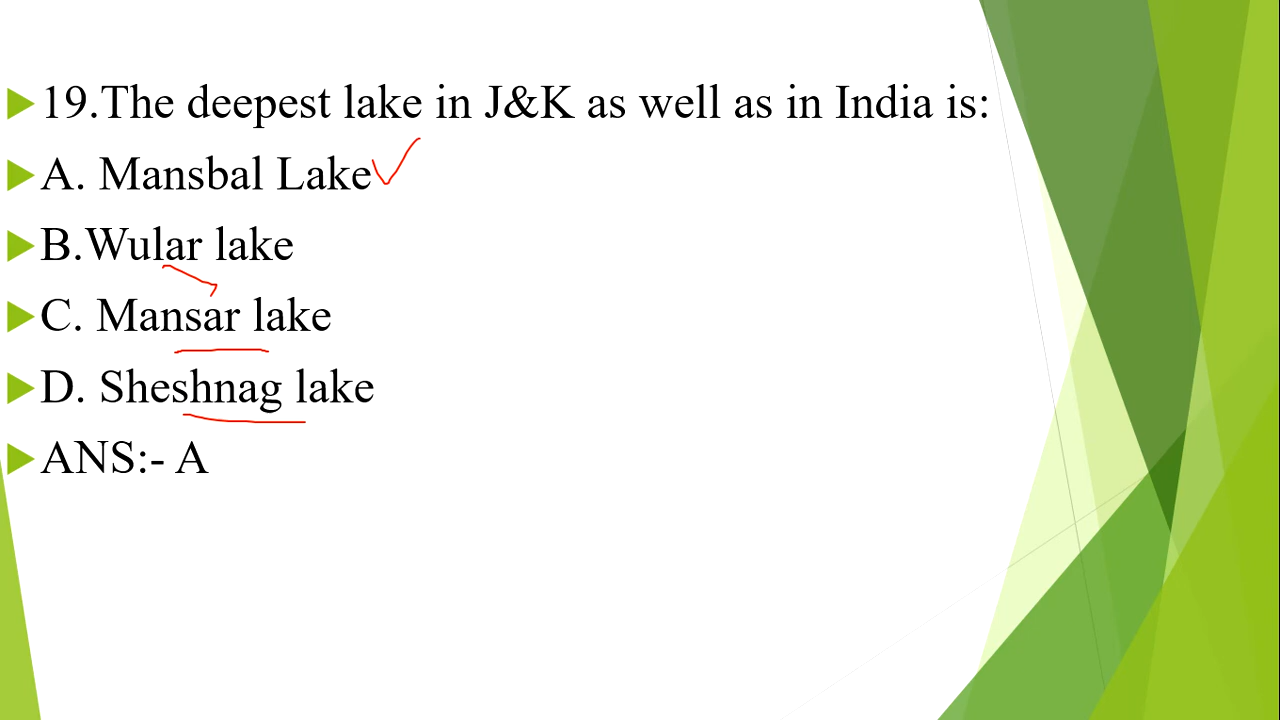 19.The deepest lake in J&K as well as in India is:
A. Mansbal Lake
B.Wular lake
C. Mansar lake
D. Sheshnag lake
ANS:- A